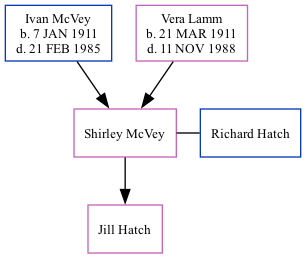 Ivan McVey
b. 7 JAN 1911
d. 21 FEB 1985
Vera Lamm
b. 21 MAR 1911
d. 11 NOV 1988
Shirley McVey
Richard Hatch
Jill Hatch